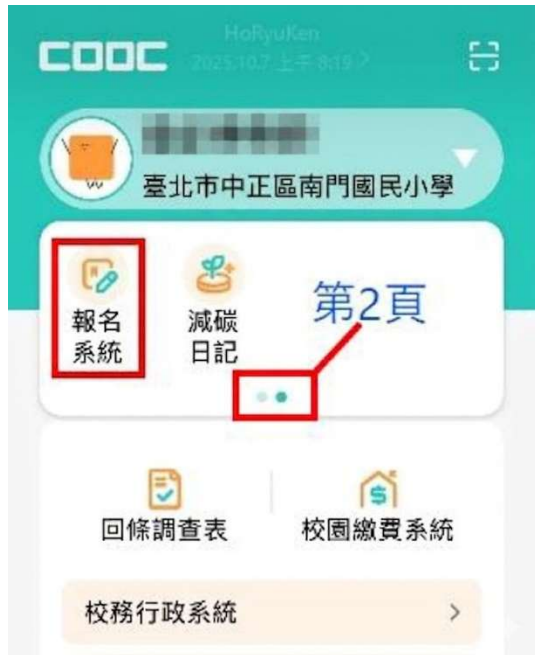 HoRyuKen
COOC
2025.10.7 上午 8:19
臺北市中正區南門國民小學
報名
系統
減碳
日記
第2頁
回條調查表
校園繳費系統
校務行政系統